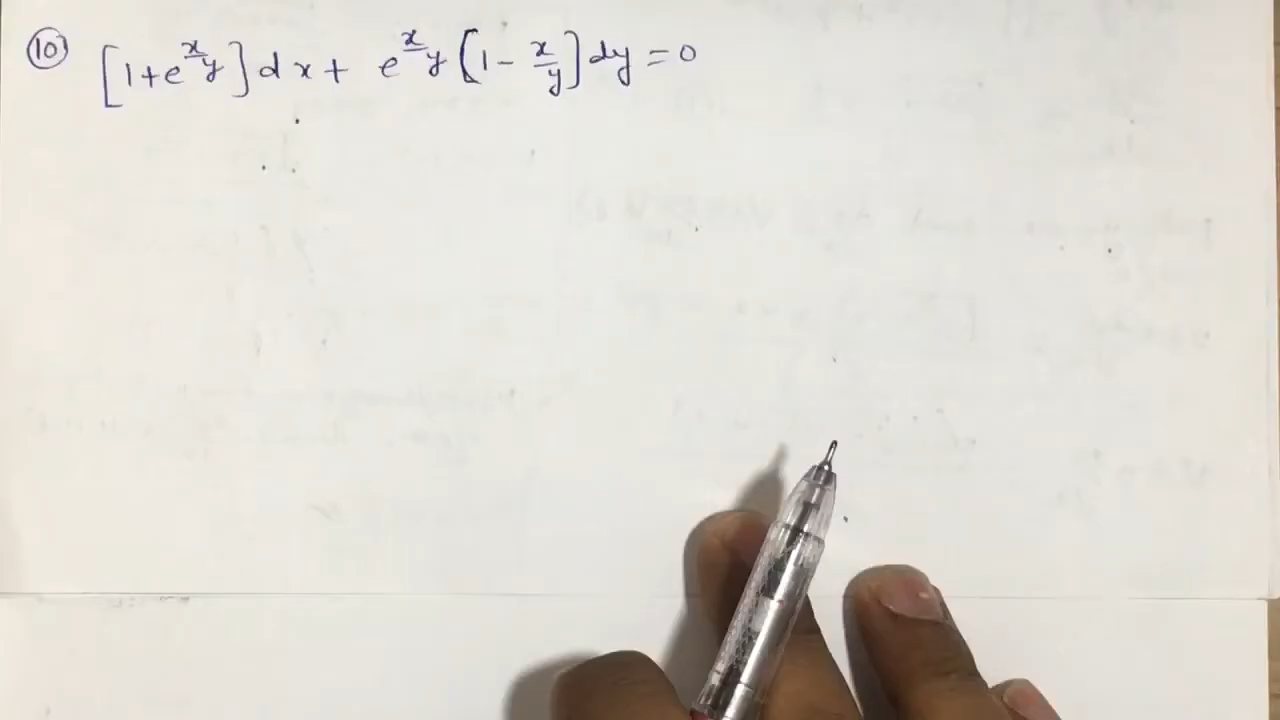 (10) [1+e^{x/y}] dx + e^{x/y} [1 - x/y] dy = 0